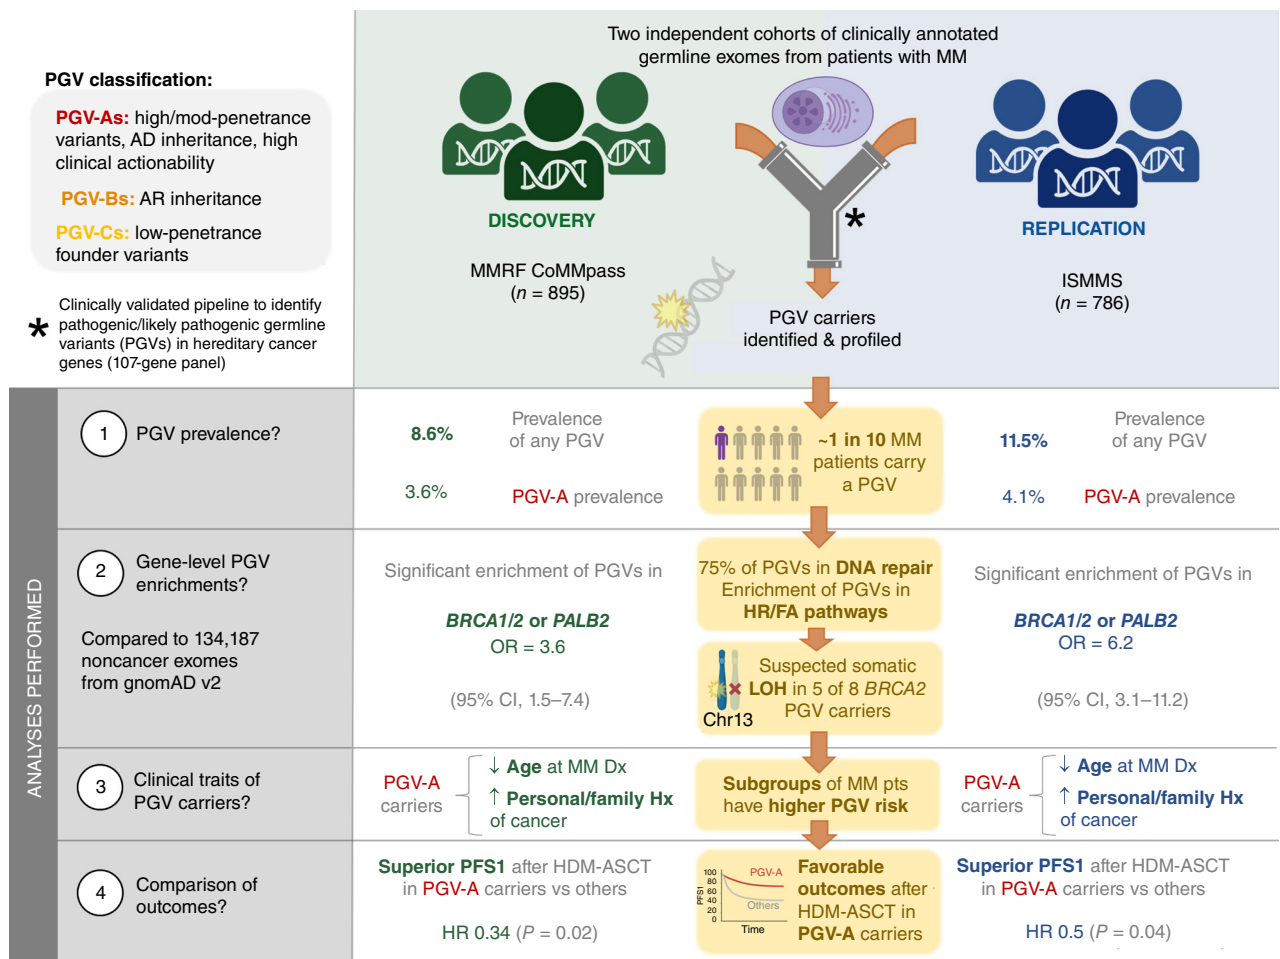 Two independent cohorts of clinically annotated
germline exomes from patients with MM
PGV classification:
PGV-As: high/mod-penetrance
variants, AD inheritance, high
clinical actionability
PGV-Bs: AR inheritance
PGV-Cs: low-penetrance
founder variants
* Clinically validated pipeline to identify
pathogenic/likely pathogenic germline
variants (PGVs) in hereditary cancer
genes (107-gene panel)
DISCOVERY
MMRF CoMMpass
(n = 895)
*
PGV carriers
identified & profiled
REPLICATION
ISMMS
(n = 786)
ANALYSES PERFORMED
1 PGV prevalence?
8.6%
Prevalence
of any PGV
3.6%
PGV-A prevalence
~1 in 10 MM
patients carry
a PGV
11.5%
Prevalence
of any PGV
4.1%
PGV-A prevalence
2 Gene-level PGV
enrichments?
Compared to 134,187
noncancer exomes
from gnomAD v2
Significant enrichment of PGVs in
BRCA1/2 or PALB2
OR = 3.6
(95% CI, 1.5–7.4)
75% of PGVs in DNA repair
Enrichment of PGVs in
HR/FA pathways
Suspected somatic
LOH in 5 of 8 BRCA2
PGV carriers
Chr13
Significant enrichment of PGVs in
BRCA1/2 or PALB2
OR = 6.2
(95% CI, 3.1–11.2)
3 Clinical traits of
PGV carriers?
PGV-A
carriers
↓ Age at MM Dx
↑ Personal/family Hx
of cancer
Subgroups of MM pts
have higher PGV risk
PGV-A
carriers
↓ Age at MM Dx
↑ Personal/family Hx
of cancer
4 Comparison of
outcomes?
Superior PFS1 after HDM-ASCT
in PGV-A carriers vs others
HR 0.34 (P = 0.02)
PFS1
100
80
60
40
20
0
PGV-A
Others
Time
Favorable
outcomes after
HDM-ASCT in
PGV-A carriers
Superior PFS1 after HDM-ASCT
in PGV-A carriers vs others
HR 0.5 (P = 0.04)